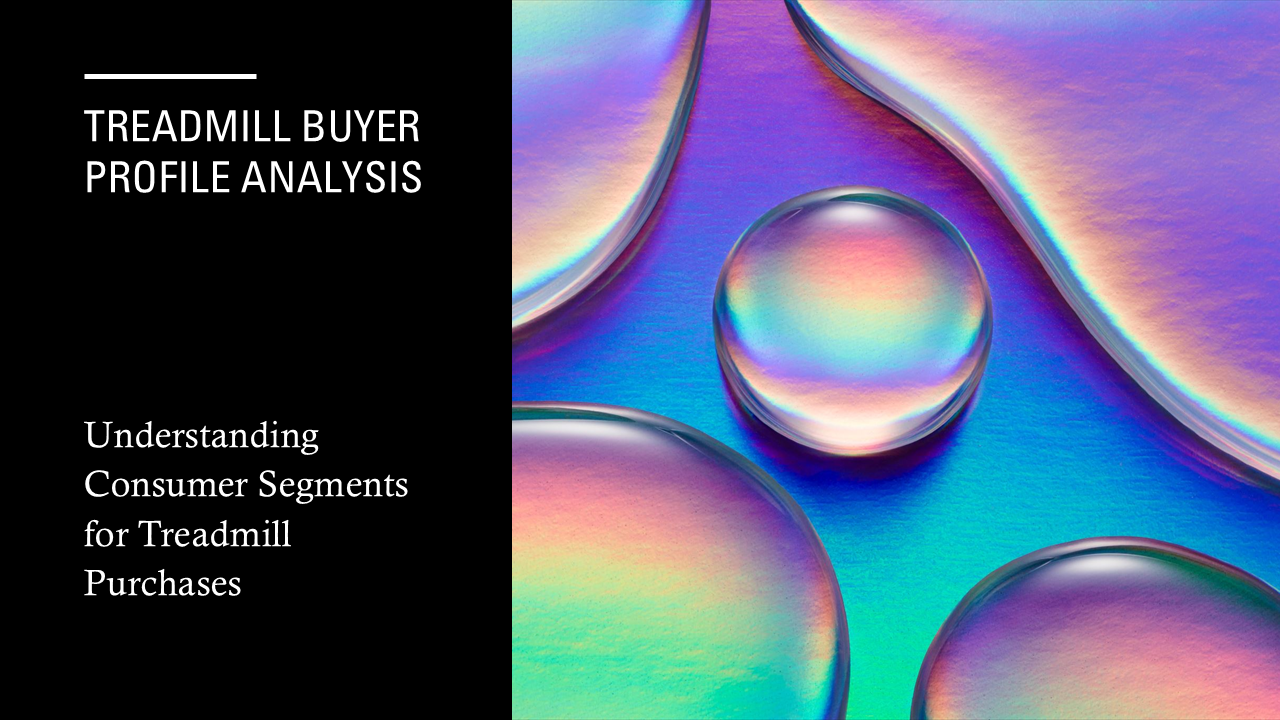 TREADMILL BUYER
PROFILE ANALYSIS
Understanding
Consumer Segments
for Treadmill
Purchases